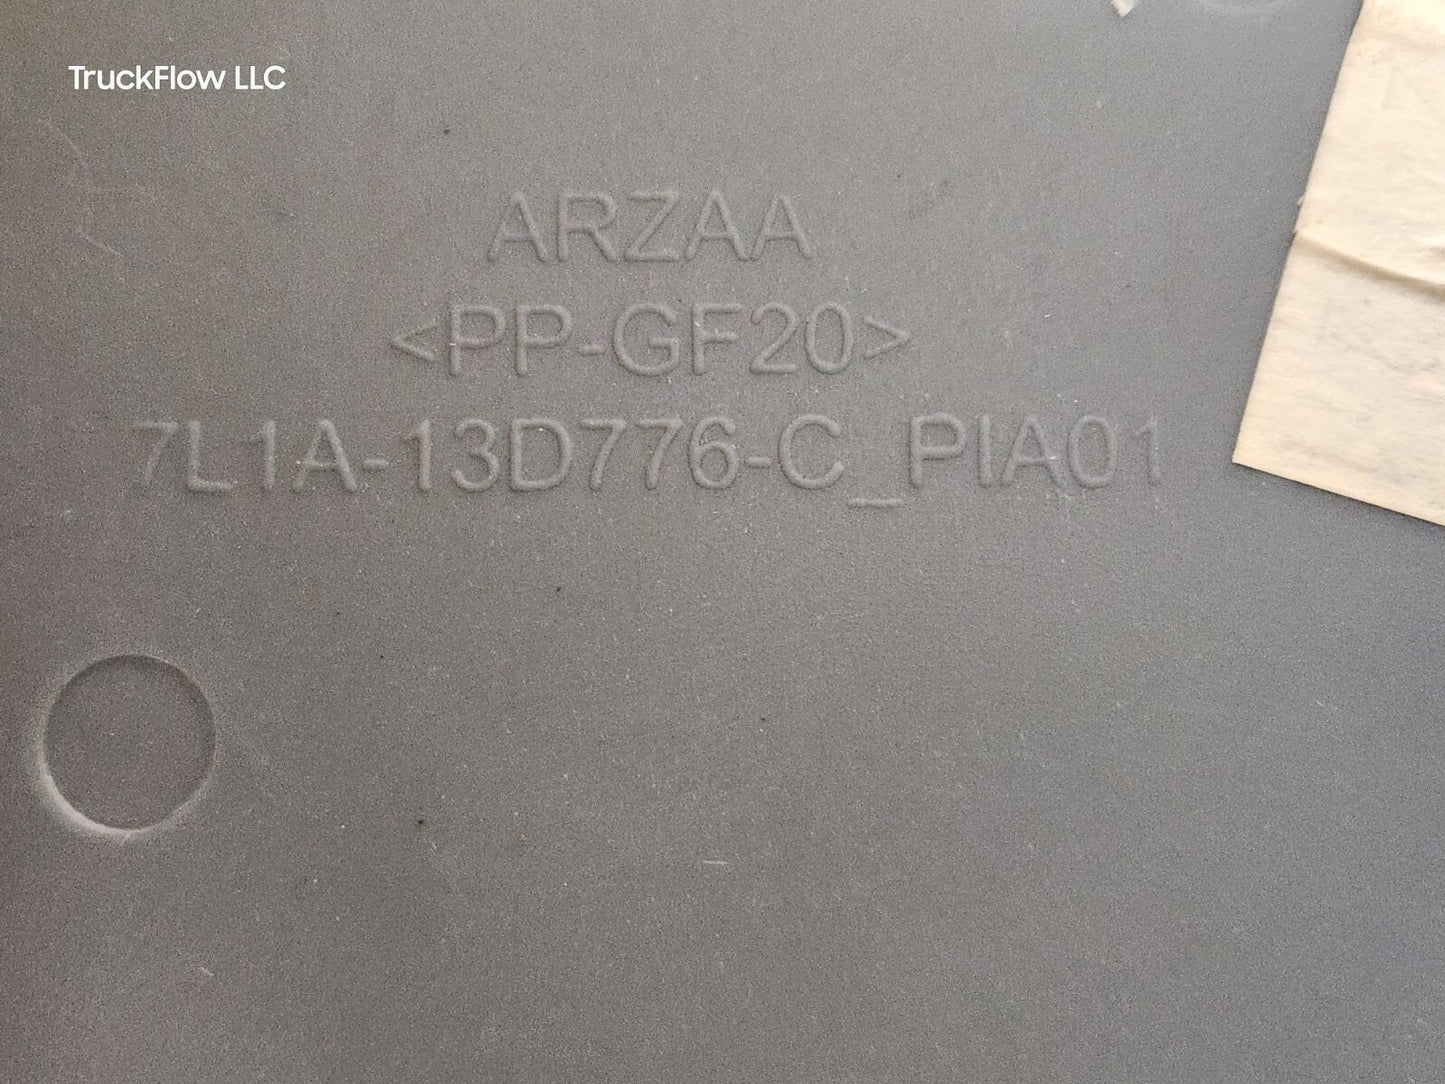 TruckFlow LLC
ARZAA
<PP-GF20>
7L1A-13D776-C_PIA01